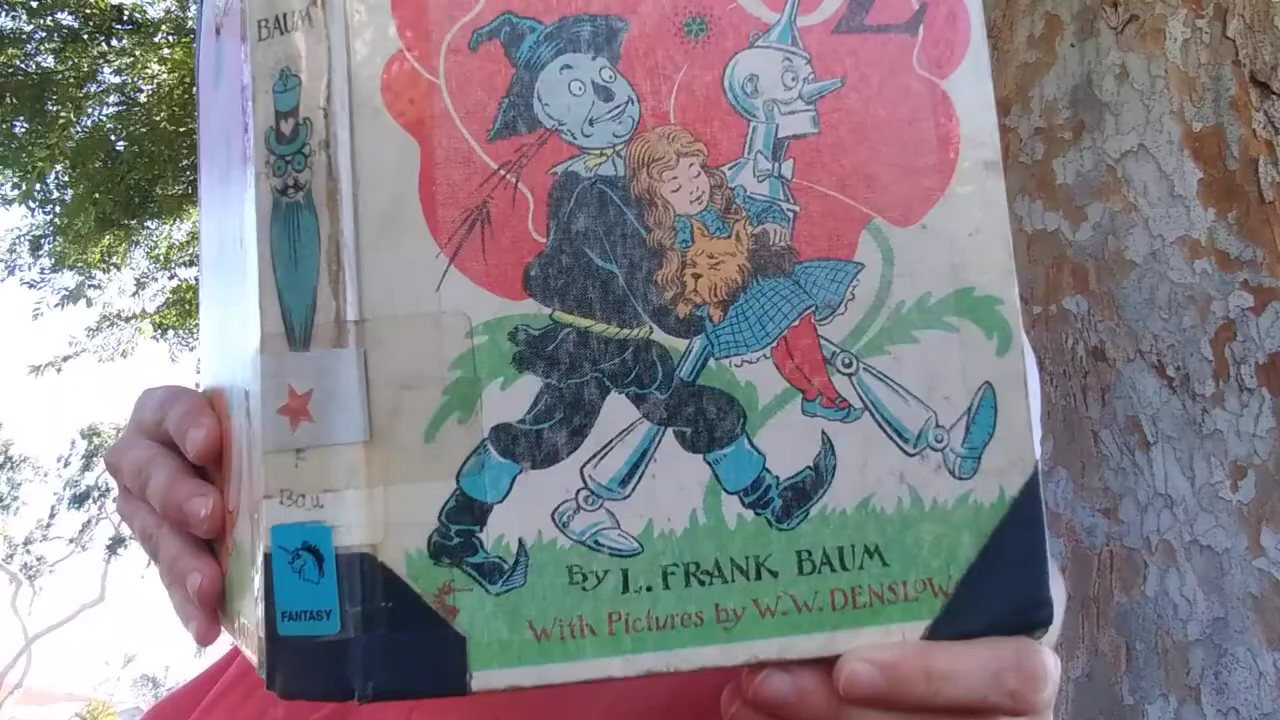 BAUM
Z
F
Bau
FANTASY
By L. FRANK BAUM
With Pictures by W. W. DENSLOW